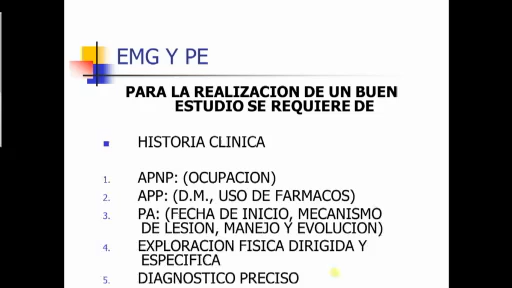 EMG Y PE
PARA LA REALIZACION DE UN BUEN
ESTUDIO SE REQUIERE DE
HISTORIA CLINICA
1. APNP: (OCUPACION)
2. APP: (D.M., USO DE FARMACOS)
3. PA: (FECHA DE INICIO, MECANISMO
DE LESION, MANEJO Y EVOLUCION)
4. EXPLORACION FISICA DIRIGIDA Y
ESPECIFICA
5. DIAGNOSTICO PRECISO